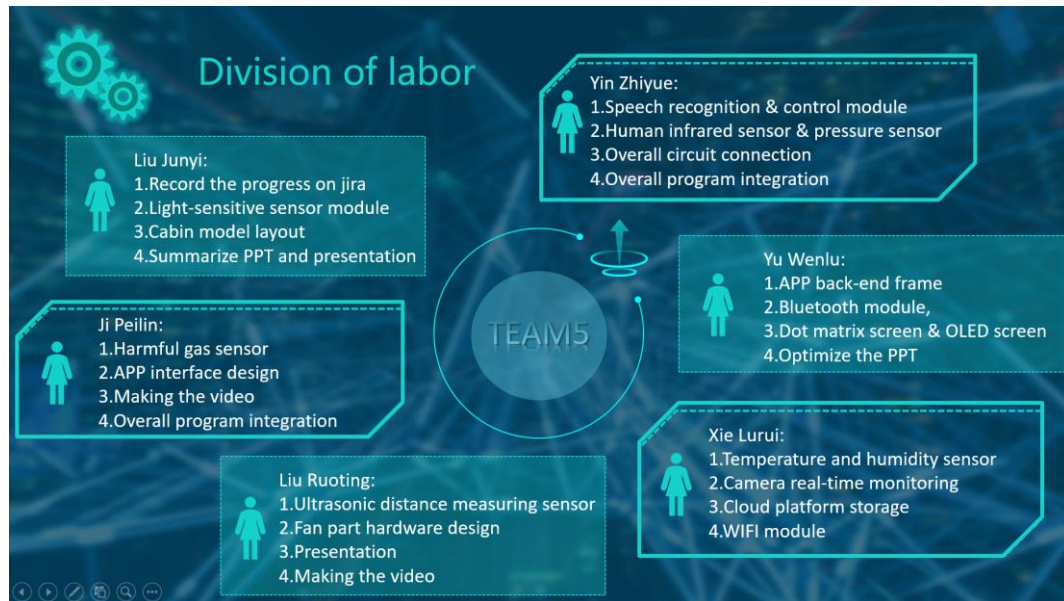 Division of labor
Yin Zhiyue:
1.Speech recognition & control module
2.Human infrared sensor & pressure sensor
3.Overall circuit connection
4.Overall program integration
Liu Junyi:
1.Record the progress on jira
2.Light-sensitive sensor module
3.Cabin model layout
4.Summarize PPT and presentation
Yu Wenlu:
1.APP back-end frame
2.Bluetooth module,
3.Dot matrix screen & OLED screen
4.Optimize the PPT
TEAM5
Ji Peilin:
1.Harmful gas sensor
2.APP interface design
3.Making the video
4.Overall program integration
Xie Lurui:
1.Temperature and humidity sensor
2.Camera real-time monitoring
3.Cloud platform storage
4.WIFI module
Liu Ruoting:
1.Ultrasonic distance measuring sensor
2.Fan part hardware design
3.Presentation
4.Making the video